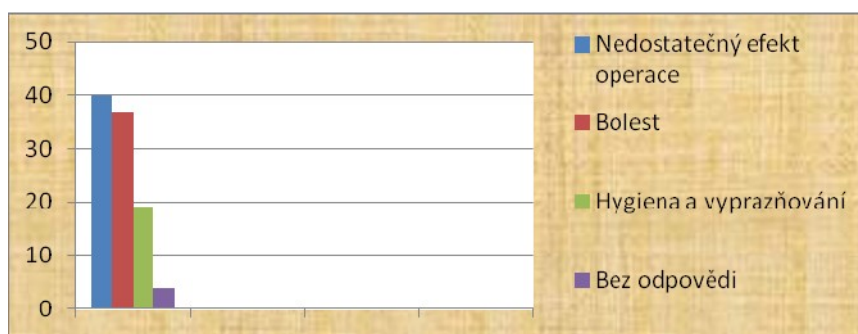 50
40
30
20
10
0
Nedostatečný efekt
operace
Bolest
Hygiena a vyprazňování
Bez odpovědi